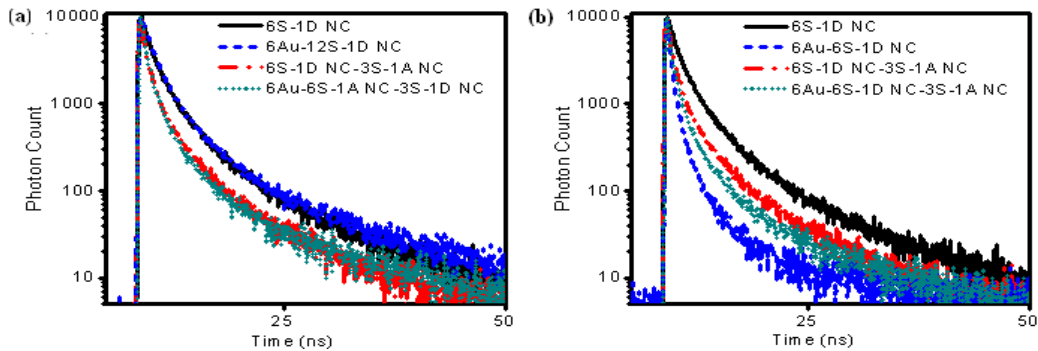 (a)
10000
1000
100
10
Photon Count
6S-1D NC
6Au-12S-1D NC
6S-1D NC-3S-1A NC
6Au-6S-1A NC-3S-1D NC
25
50
Time (ns)
(b)
10000
1000
100
10
Photon Count
6S-1D NC
6Au-6S-1D NC
6S-1D NC-3S-1A NC
6Au-6S-1D NC-3S-1A NC
25
50
Time (ns)